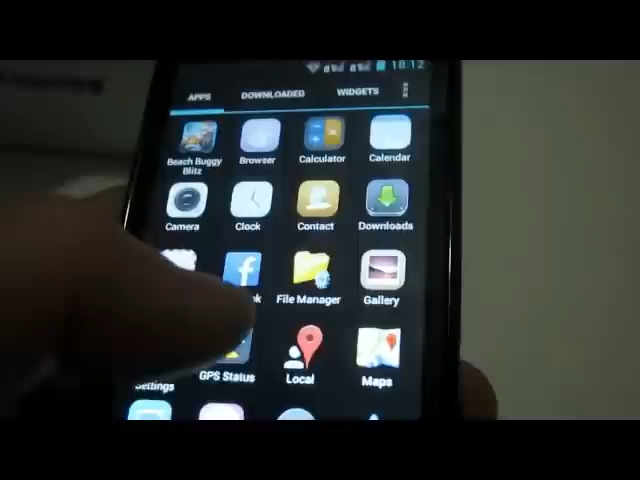 18:12
APPS DOWNLOADED WIDGETS
Beach Buggy Blitz Browser Calculator Calendar
Camera Clock Contact Downloads
File Manager Gallery
Settings GPS Status Local Maps